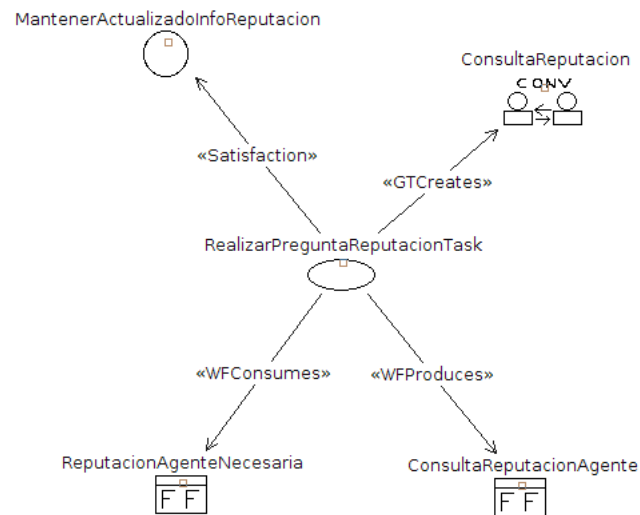 MantenerActualizadoInfoReputacion
ConsultaReputacion
CONV
«Satisfaction»
«GTCreates»
RealizarPreguntaReputacionTask
«WFConsumes»
«WFProduces»
ReputacionAgenteNecesaria
ConsultaReputacionAgente
F F
F F